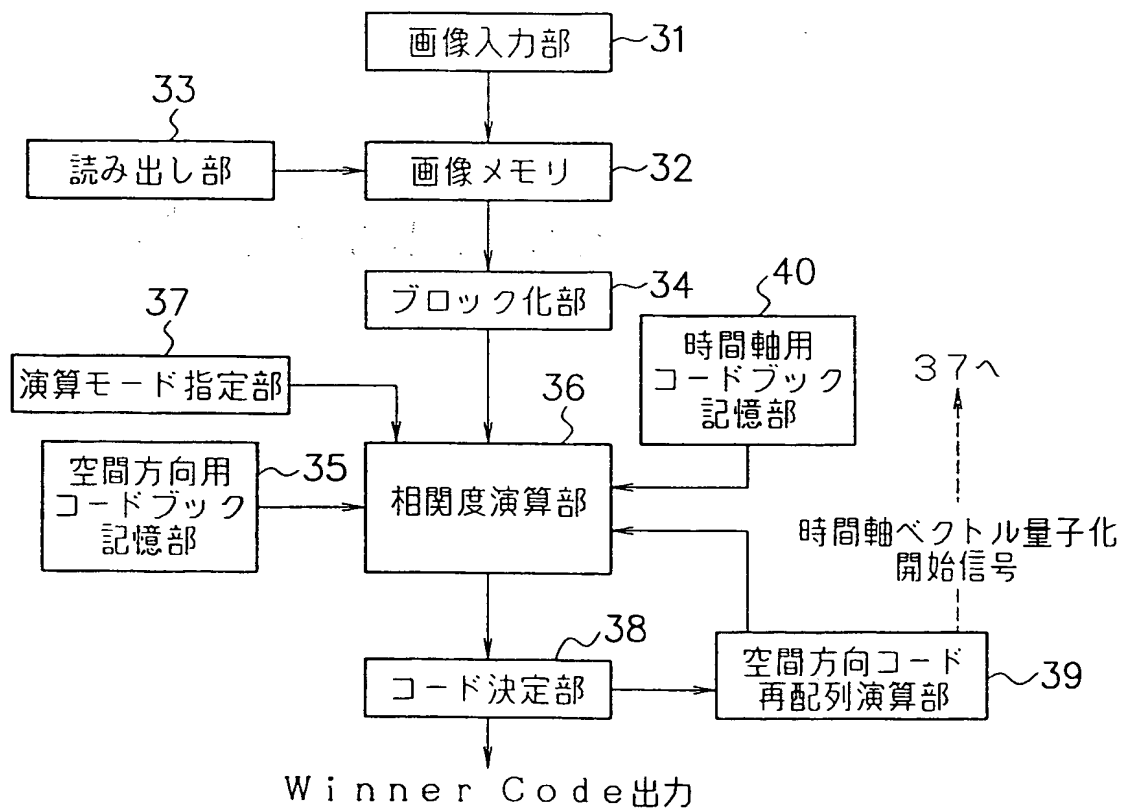 画像入力部
31
33
読み出し部
画像メモリ
32
ブロック化部
34
37
演算モード指定部
40
時間軸用
コードブック
記憶部
37へ
36
空間方向用
コードブック
記憶部
35
相関度演算部
時間軸ベクトル量子化
開始信号
38
コード決定部
空間方向コード
再配列演算部
39
Winner Code出力